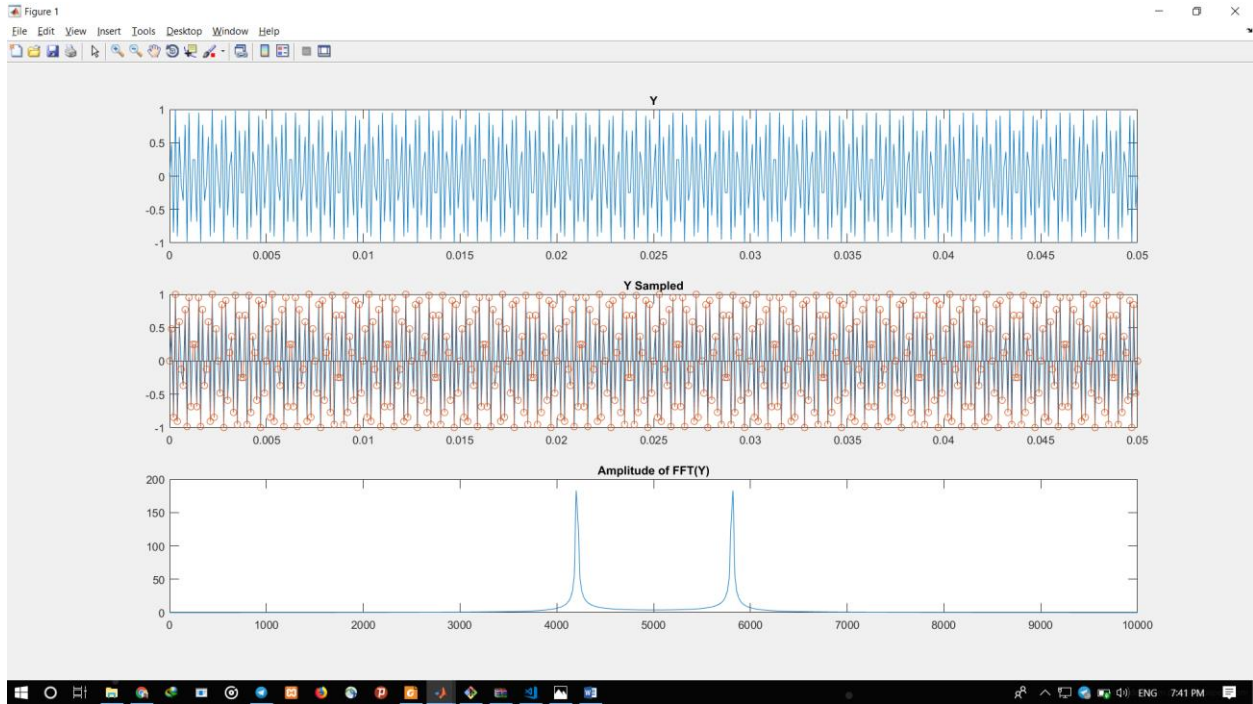 Figure 1
File Edit View Insert Tools Desktop Window Help
Y
1
0.5
0
-0.5
-1
0 0.005 0.01 0.015 0.02 0.025 0.03 0.035 0.04 0.045 0.05
Y Sampled
1
0.5
0
-0.5
-1
0 0.005 0.01 0.015 0.02 0.025 0.03 0.035 0.04 0.045 0.05
Amplitude of FFT(Y)
200
150
100
50
0
0 1000 2000 3000 4000 5000 6000 7000 8000 9000 10000
ENG 7:41 PM